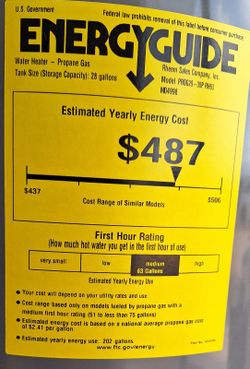 U.S. Government
Federal law prohibits removal of this label before consumer purchase.
ENERGYGUIDE
Water Heater - Propane Gas
Tank Size (Storage Capacity): 28 gallons
Rheem Sales Company, Inc.
Model
Estimated Yearly Energy Cost
$487
$437
$506
Cost Range of Similar Models
First Hour Rating
(How much hot water you get in the first hour of use)
very small
low
medium
high
63 Gallons
Estimated Yearly Energy Use
● Your cost will depend on your utility rates and use.
● Cost range based only on models fueled by propane gas with a
medium first hour rating (51 to less than 75 gallons)
● Estimated energy cost is based on a national average propane gas cost
of $2.41 per gallon.
● Estimated yearly energy use: 202 gallons
www.ftc.gov/energy